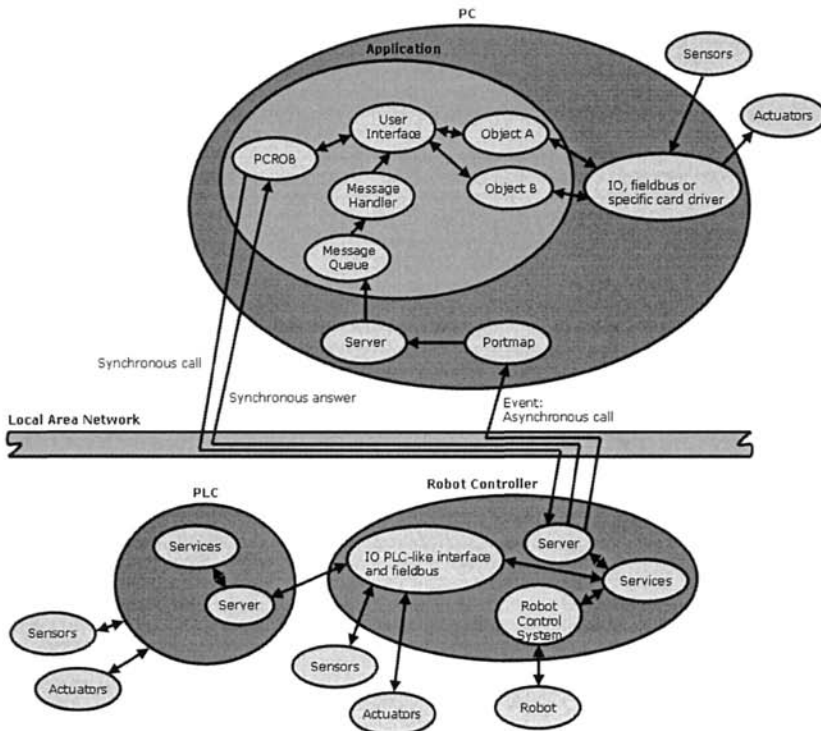 PC
Application
Sensors
Actuators
User
Interface
Object A
PCROB
Object B
IO, fieldbus or
specific card driver
Message
Handler
Message
Queue
Server
Portmap
Synchronous call
Synchronous answer
Event:
Asynchronous call
Local Area Network
PLC
Robot Controller
Services
Server
IO PLC-like interface
and fieldbus
Server
Services
Robot
Control
System
Sensors
Actuators
Sensors
Actuators
Robot